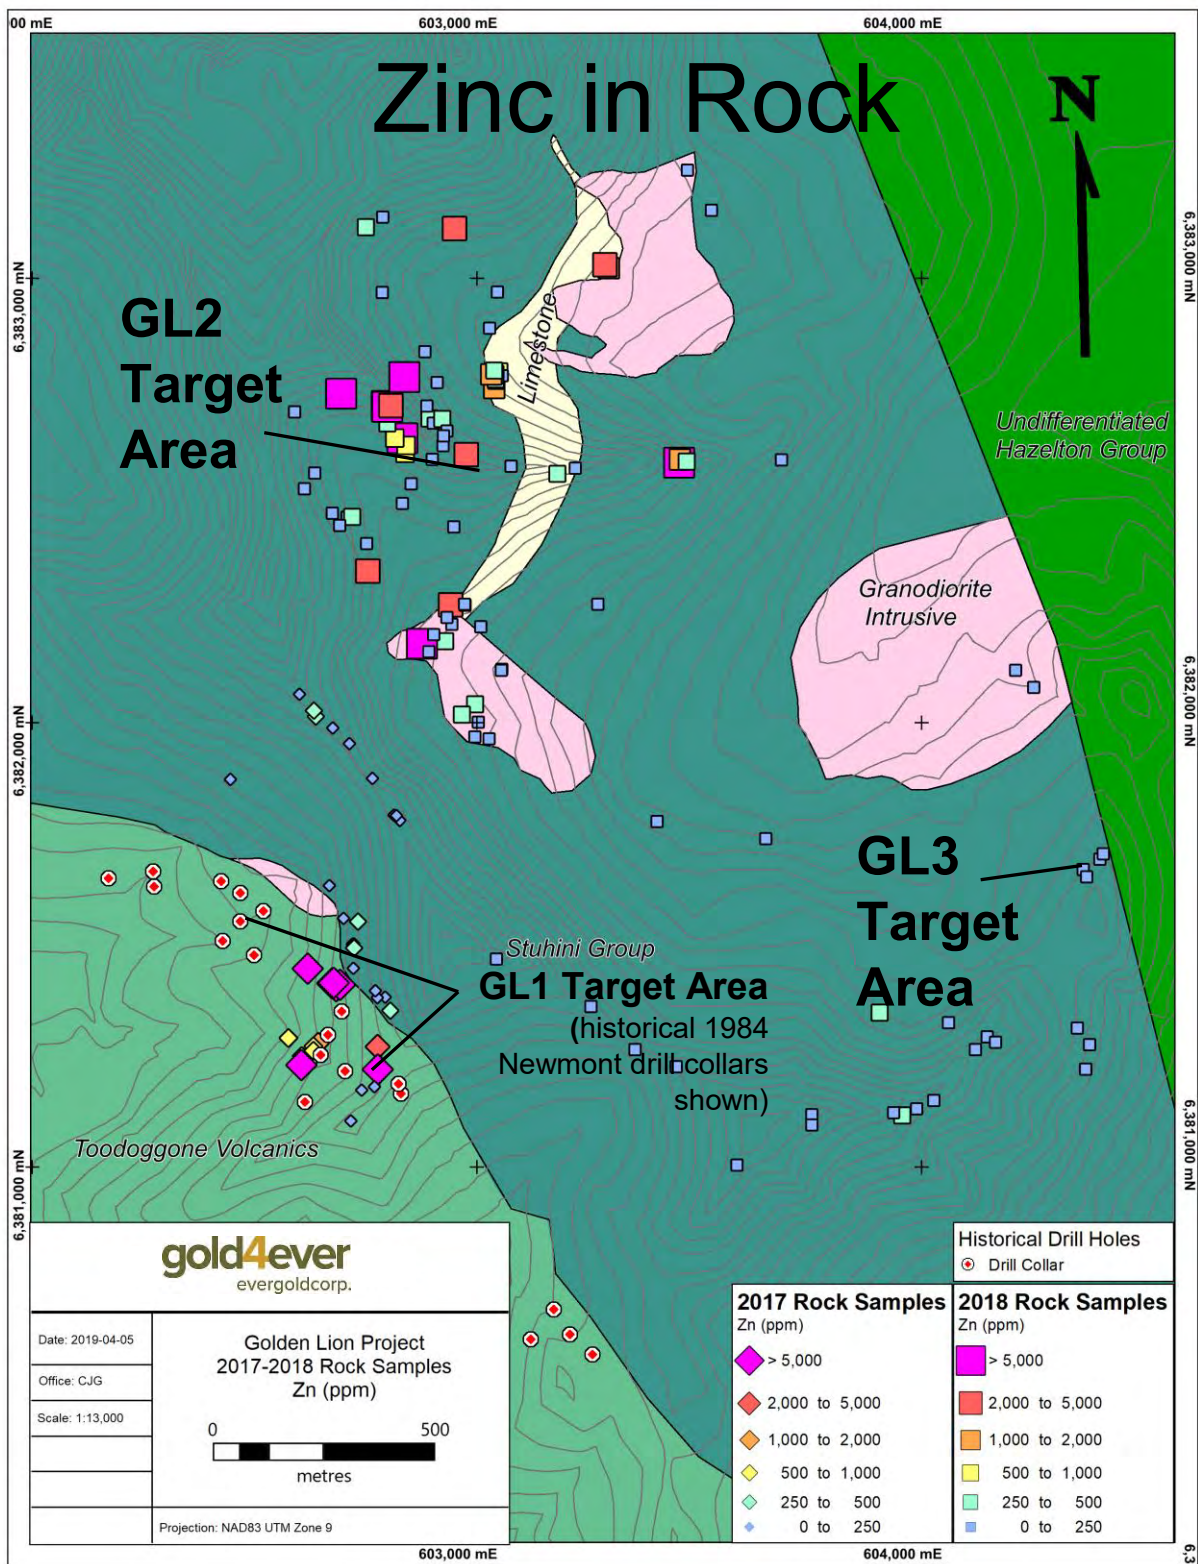 00 mE
603,000 mE
604,000 mE
Zinc in Rock
N
6,383,000 mN
6,383,000 mN
GL2
Target
Area
Limestone
Undifferentiated
Hazelton Group
Granodiorite
Intrusive
6,382,000 mN
6,382,000 mN
GL3
Target
Area
Stuhini Group
GL1 Target Area
(historical 1984
Newmont drill collars
shown)
Toodoggone Volcanics
6,381,000 mN
6,381,000 mN
gold4ever
evergoldcorp.
Date: 2019-04-05
Office: CJG
Scale: 1:13,000
Golden Lion Project
2017-2018 Rock Samples
Zn (ppm)
0 500
metres
Projection: NAD83 UTM Zone 9
Historical Drill Holes
Drill Collar
2017 Rock Samples
Zn (ppm)
> 5,000
2,000 to 5,000
1,000 to 2,000
500 to 1,000
250 to 500
0 to 250
2018 Rock Samples
Zn (ppm)
> 5,000
2,000 to 5,000
1,000 to 2,000
500 to 1,000
250 to 500
0 to 250
603,000 mE
604,000 mE
6,3